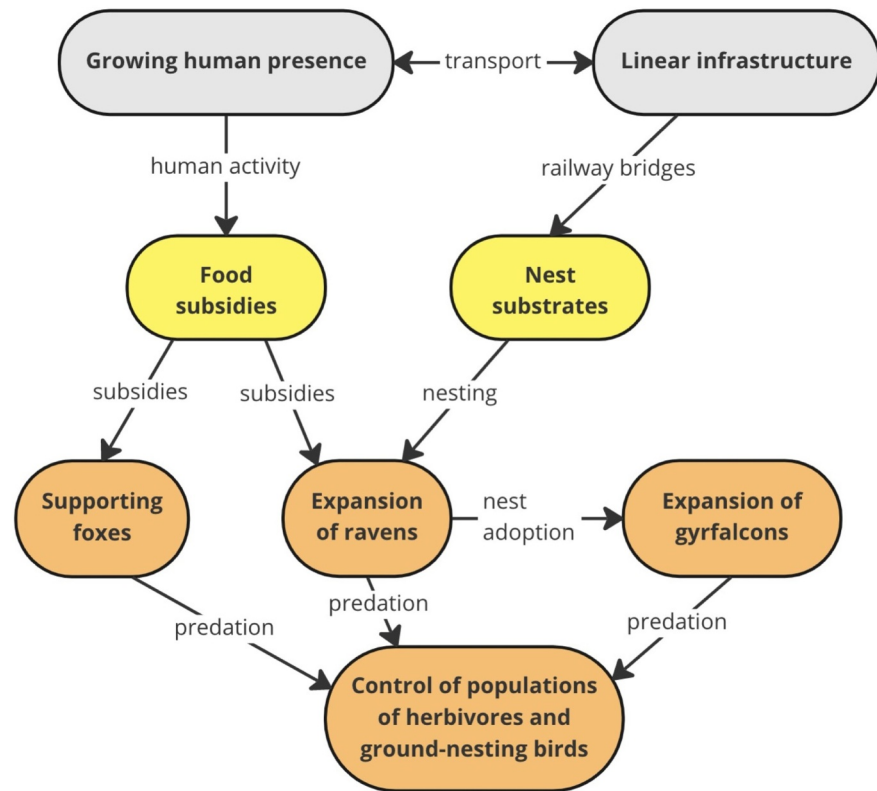 Growing human presence
transport
Linear infrastructure
human activity
railway bridges
Food
subsidies
Nest
substrates
subsidies
subsidies
nesting
Supporting
foxes
Expansion
of ravens
nest
adoption
Expansion of
gyrfalcons
predation
predation
predation
Control of populations
of herbivores and
ground-nesting birds